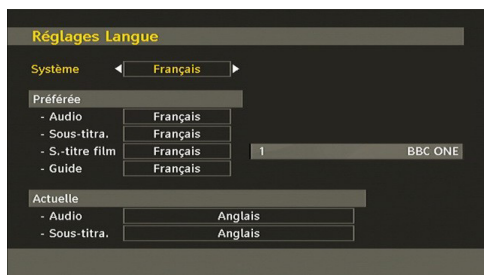 Réglages Langue
Système Français
Préférée
- Audio Français
- Sous-titra. Français
- S.-titre film Français
1 BBC ONE
- Guide Français
Actuelle
- Audio Anglais
- Sous-titra. Anglais